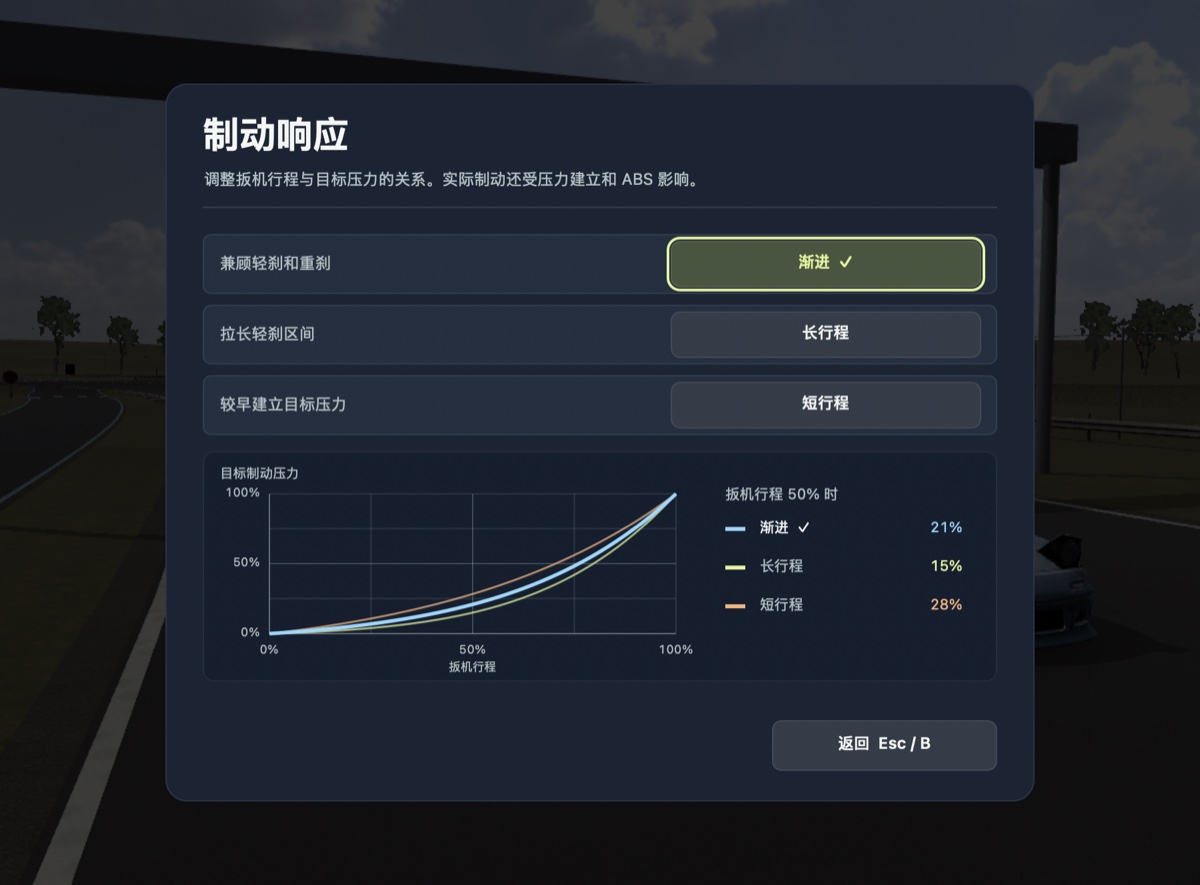 制动响应
调整扳机行程与目标压力的关系。实际制动还受压力建立和 ABS 影响。
兼顾轻刹和重刹
渐进 ✓
拉长轻刹区间
长行程
较早建立目标压力
短行程
目标制动压力
100%
50%
0%
0%
50%
100%
扳机行程
扳机行程 50% 时
渐进 ✓
21%
长行程
15%
短行程
28%
返回 Esc / B